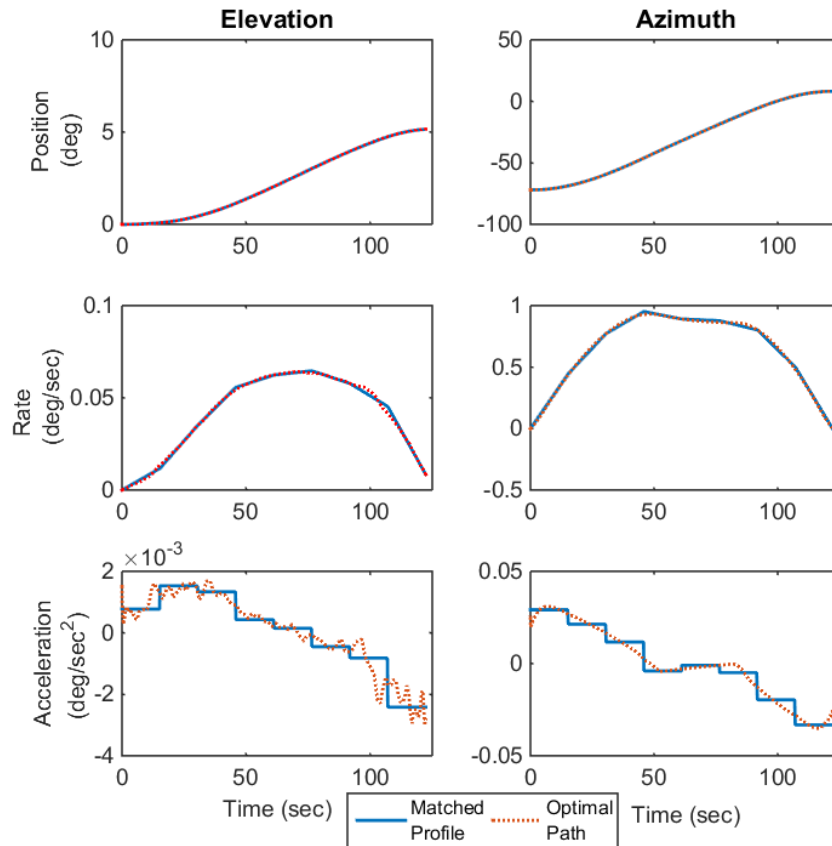 Elevation
Azimuth
Position
(deg)
10
5
0
0
50
100
50
0
-50
-100
0
50
100
Rate
(deg/sec)
0.1
0.05
0
0
50
100
1
0.5
0
-0.5
0
50
100
Acceleration
(deg/sec²)
×10⁻³
2
0
-2
-4
0
50
100
0.05
0
-0.05
0
50
100
Time (sec)
Time (sec)
Matched
Profile
Optimal
Path